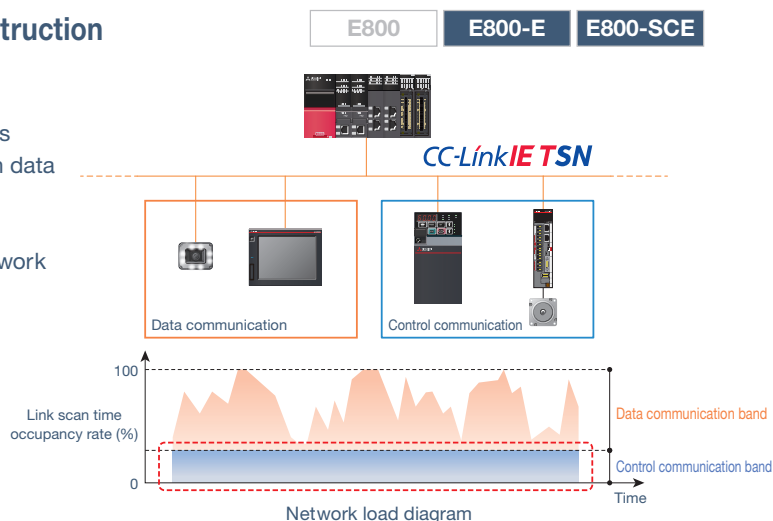 struction
E800
E800-E
E800-SCE
s
n data
work
CC-Link IE TSN
Data communication
Control communication
100
Link scan time
occupancy rate (%)
0
Data communication band
Control communication band
Time
Network load diagram